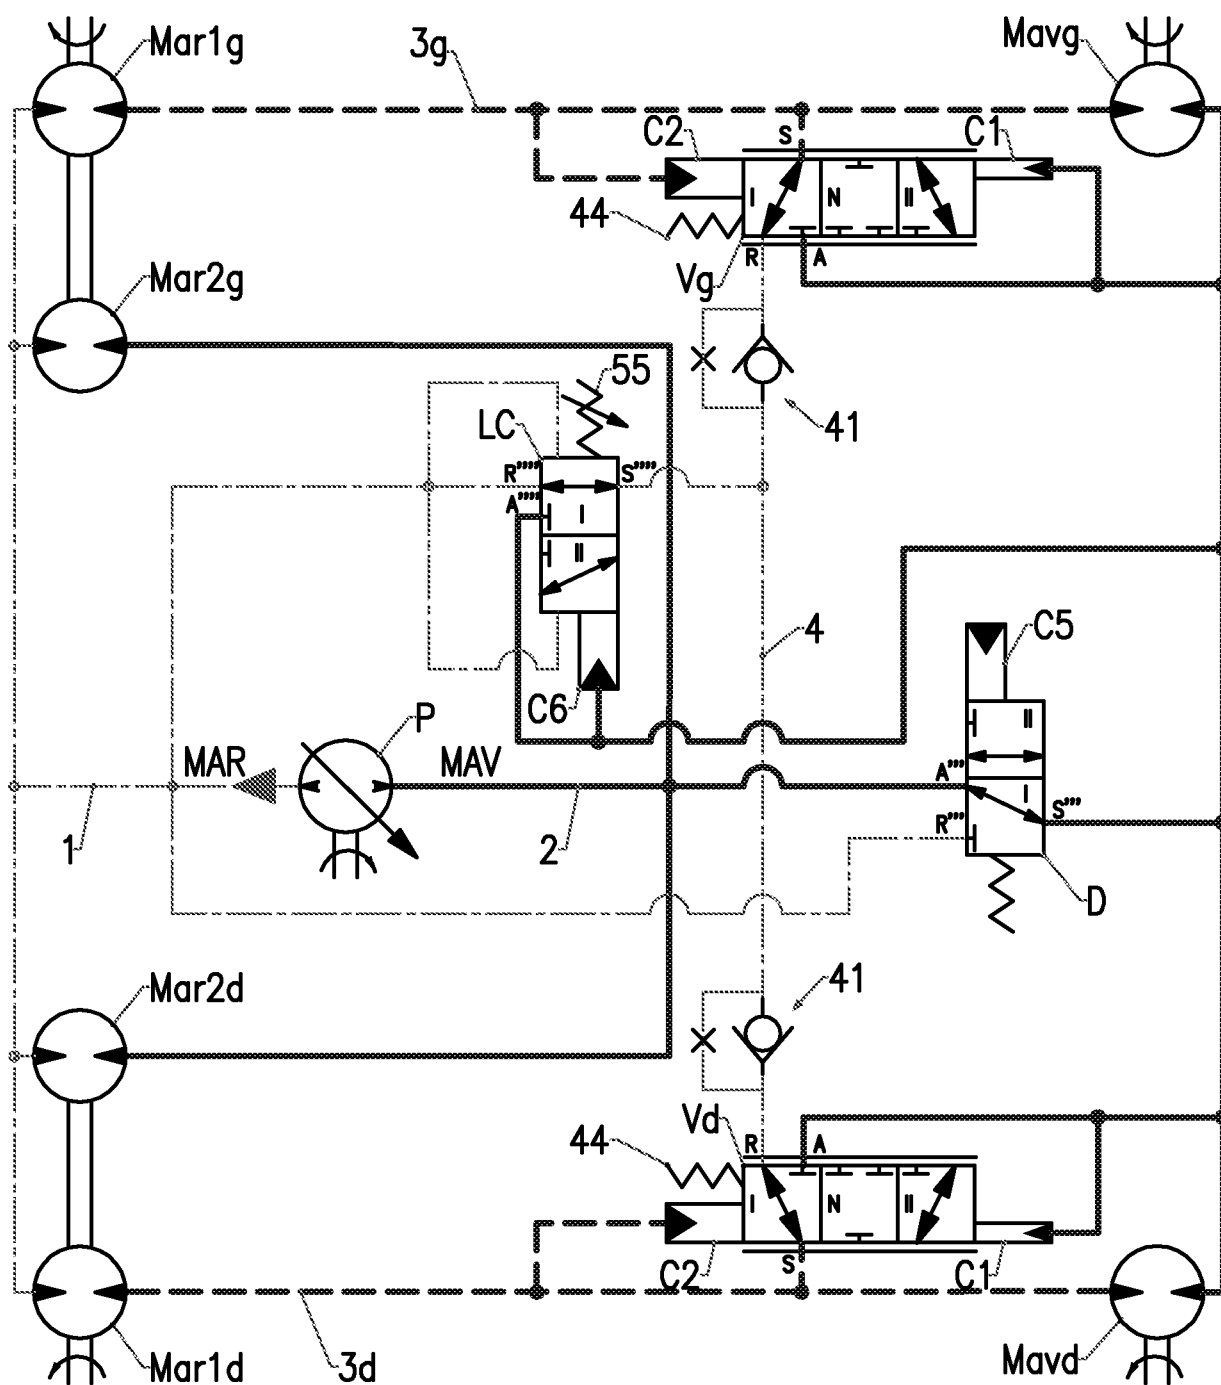 Mar1g
3g
Mavg
C2
S
C1
I
N
II
44
R
A
Vg
Mar2g
55
41
LC
R''''
S''''
A''''
I
II
4
C5
C6
P
II
MAR
MAV
A'''
I
S'''
R'''
1
2
D
Mar2d
41
Vd
44
R
A
I
N
II
S
C2
C1
Mar1d
3d
Mavd